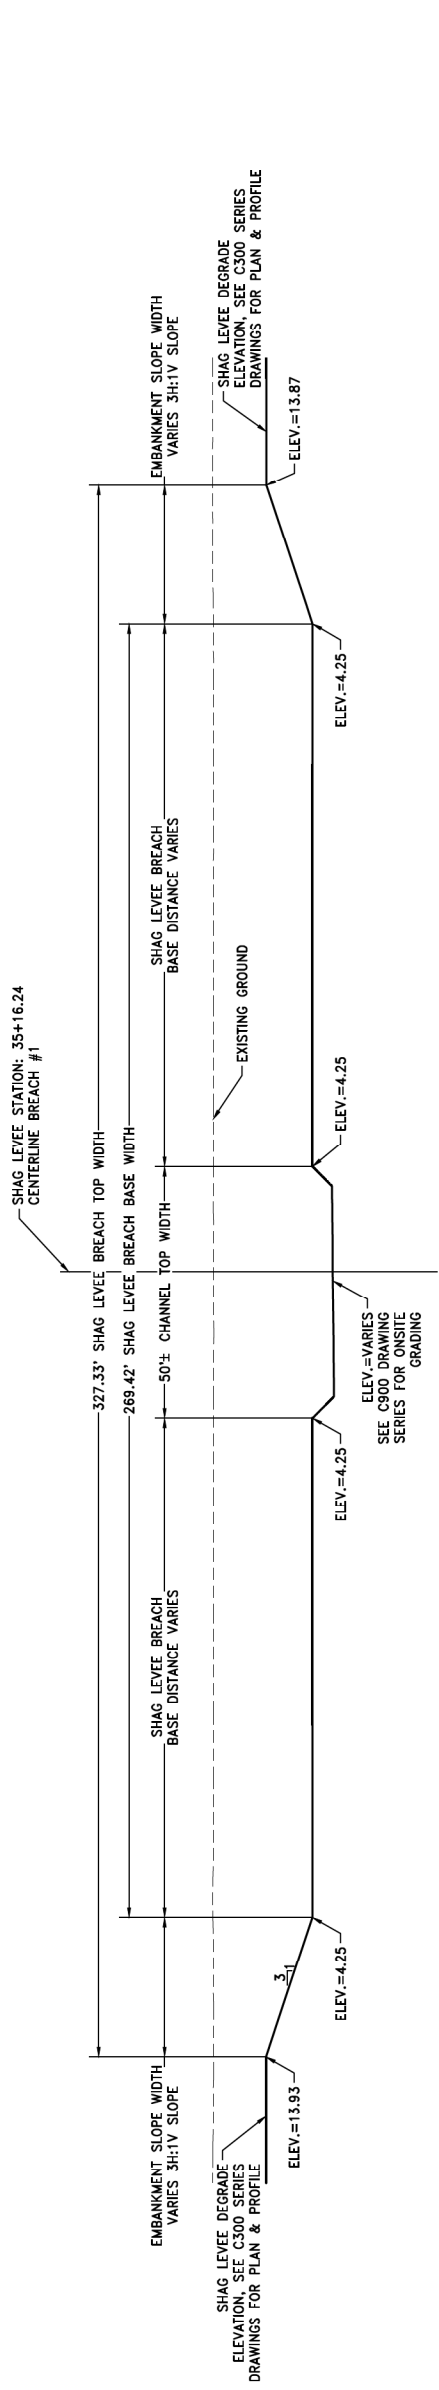 SHAG LEVEE STATION: 35+16.24
CENTERLINE BREACH #1
327.33' SHAG LEVEE BREACH TOP WIDTH
269.42' SHAG LEVEE BREACH BASE WIDTH
EMBANKMENT SLOPE WIDTH
VARIES 3H:1V SLOPE
SHAG LEVEE BREACH
BASE DISTANCE VARIES
50'± CHANNEL TOP WIDTH
SHAG LEVEE BREACH
BASE DISTANCE VARIES
EMBANKMENT SLOPE WIDTH
VARIES 3H:1V SLOPE
SHAG LEVEE DEGRADE
ELEVATION, SEE C300 SERIES
DRAWINGS FOR PLAN & PROFILE
EXISTING GROUND
SHAG LEVEE DEGRADE
ELEVATION, SEE C300 SERIES
DRAWINGS FOR PLAN & PROFILE
ELEV.=13.93
3
1
ELEV.=4.25
ELEV.=4.25
ELEV.=VARIES
SEE C900 DRAWING
SERIES FOR ONSITE
GRADING
ELEV.=4.25
ELEV.=4.25
ELEV.=13.87